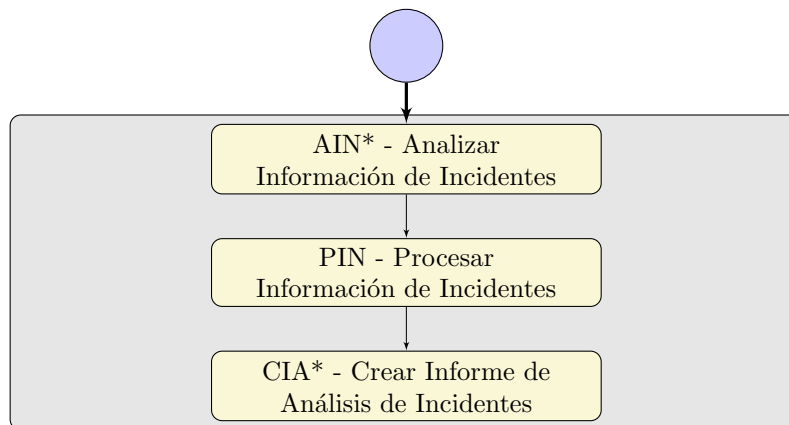 AIN* - Analizar
Información de Incidentes
PIN - Procesar
Información de Incidentes
CIA* - Crear Informe de
Análisis de Incidentes